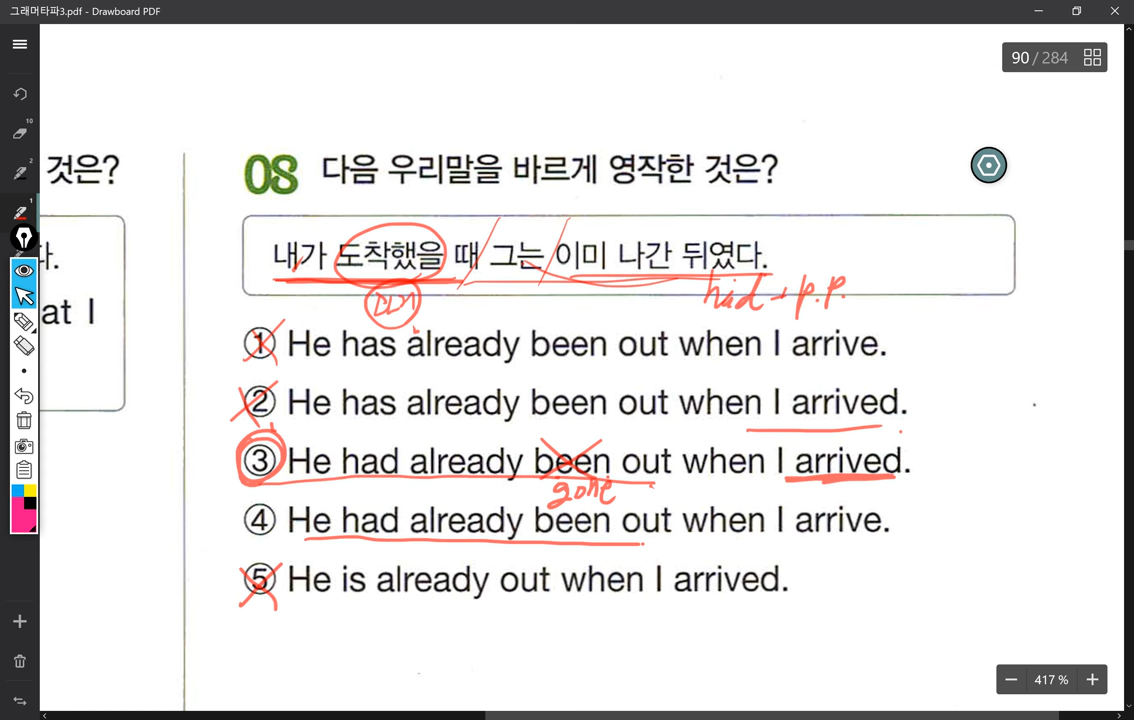 그래머타파3.pdf - Drawboard PDF
90 / 284
10
2
1
것은?
다.
at I
08 다음 우리말을 바르게 영작한 것은?
내가 도착했을 때 그는 이미 나간 뒤였다.
had + p.p.
① He has already been out when I arrive.
② He has already been out when I arrived.
③ He had already been out when I arrived.
gone
④ He had already been out when I arrive.
⑤ He is already out when I arrived.
417 %